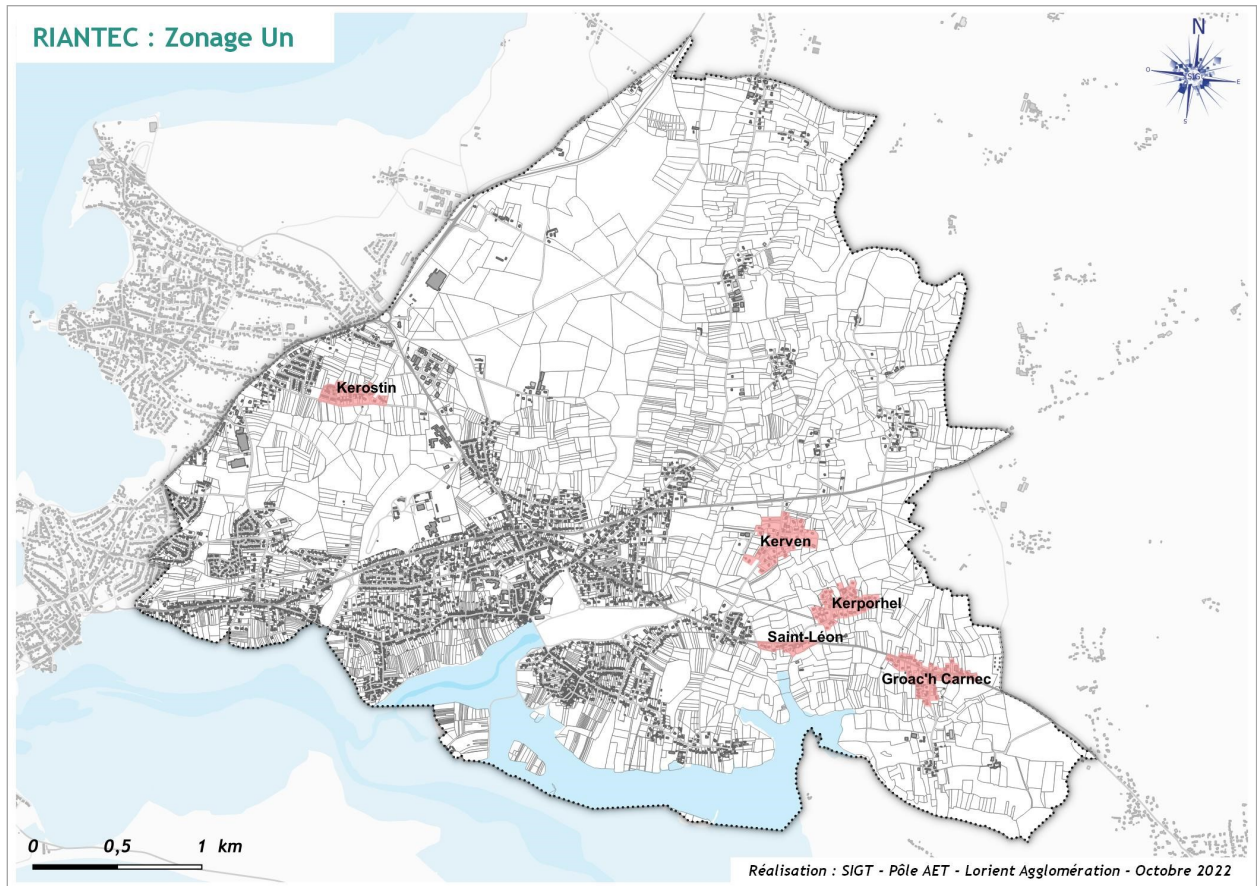 RIANTEC : Zonage Un
N
O
SIG
E
S
Kerostin
Kerven
Kerporhel
Saint-Léon
Groac'h Carnec
0 0,5 1 km
Réalisation : SIGT - Pôle AET - Lorient Agglomération - Octobre 2022